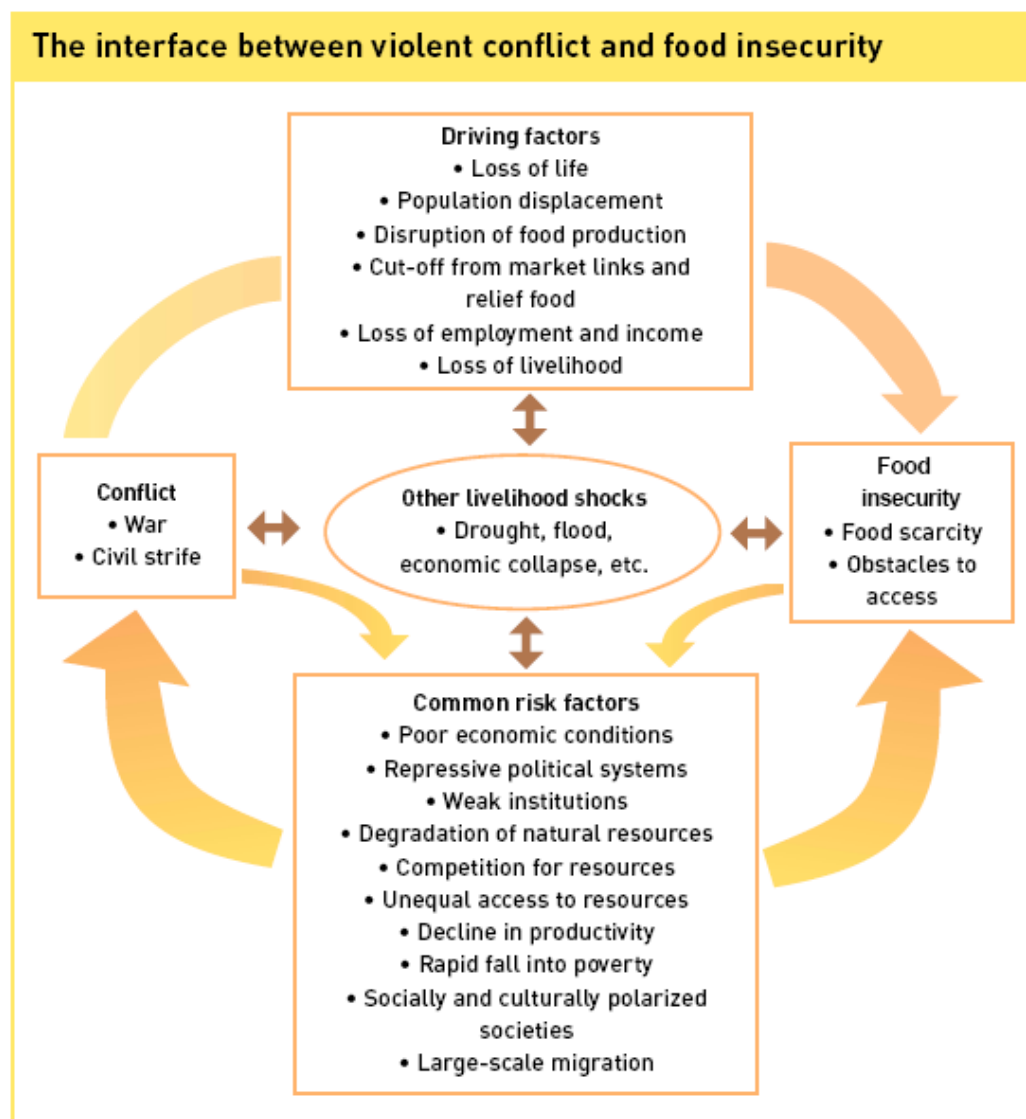 The interface between violent conflict and food insecurity
Driving factors
• Loss of life
• Population displacement
• Disruption of food production
• Cut-off from market links and
relief food
• Loss of employment and income
• Loss of livelihood
Conflict
• War
• Civil strife
Other livelihood shocks
• Drought, flood,
economic collapse, etc.
Food
insecurity
• Food scarcity
• Obstacles to
access
Common risk factors
• Poor economic conditions
• Repressive political systems
• Weak institutions
• Degradation of natural resources
• Competition for resources
• Unequal access to resources
• Decline in productivity
• Rapid fall into poverty
• Socially and culturally polarized
societies
• Large-scale migration